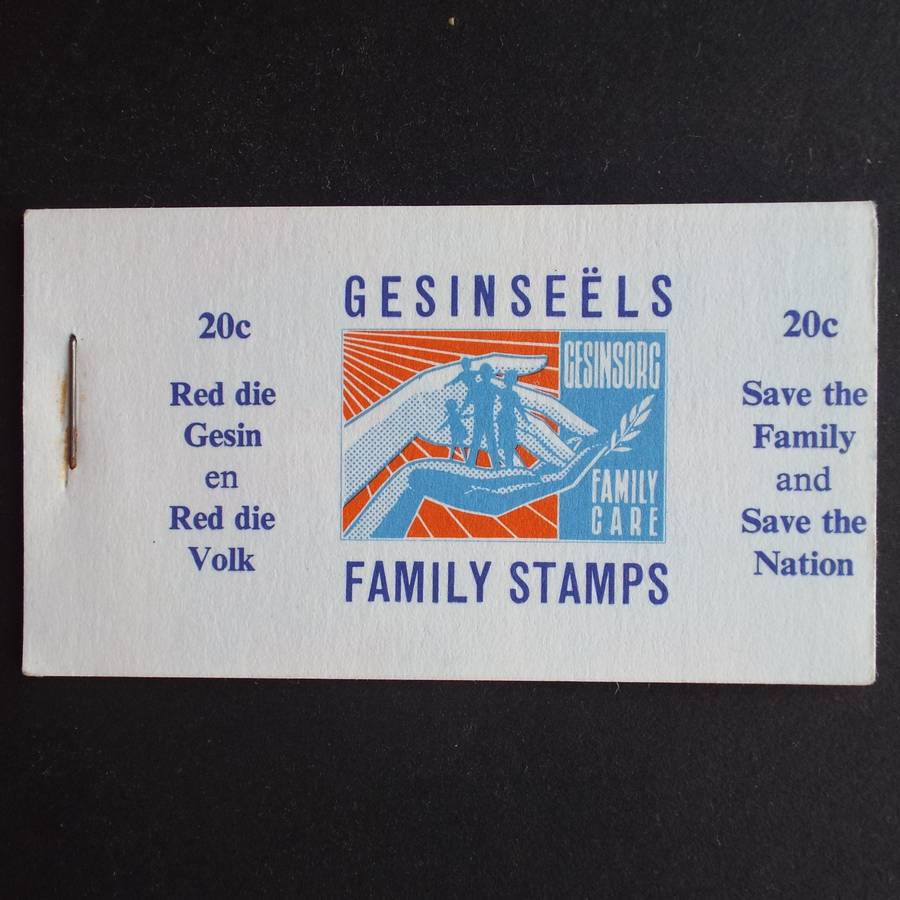 GESINSEËLS
20c
Red die
Gesin
en
Red die
Volk
GESINSORG
FAMILY
CARE
20c
Save the
Family
and
Save the
Nation
FAMILY STAMPS